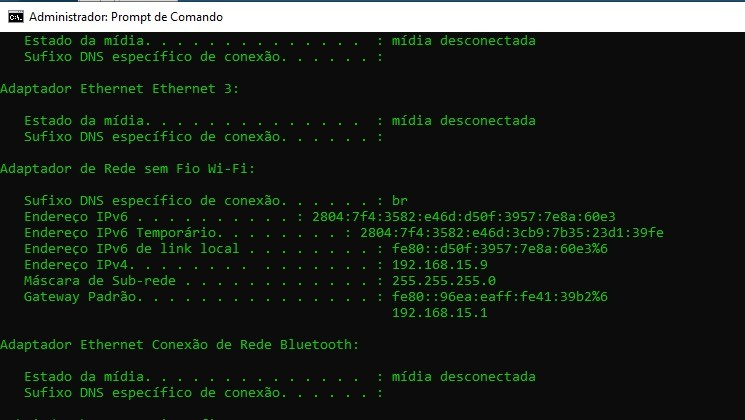 Administrador: Prompt de Comando
Estado da mídia. . . . . . . . . . . . . . : mídia desconectada
Sufixo DNS específico de conexão. . . . . . :
Adaptador Ethernet Ethernet 3:
Estado da mídia. . . . . . . . . . . . . . : mídia desconectada
Sufixo DNS específico de conexão. . . . . . :
Adaptador de Rede sem Fio Wi-Fi:
Sufixo DNS específico de conexão. . . . . . : br
Endereço IPv6 . . . . . . . . . . : 2804:7f4:3582:e46d:d50f:3957:7e8a:60e3
Endereço IPv6 Temporário. . . . . . . . : 2804:7f4:3582:e46d:3cb9:7b35:23d1:39fe
Endereço IPv6 de link local . . . . . . . . : fe80::d50f:3957:7e8a:60e3%6
Endereço IPv4. . . . . . . . . . . . . . . : 192.168.15.9
Máscara de Sub-rede . . . . . . . . . . . . : 255.255.255.0
Gateway Padrão. . . . . . . . . . . . . . . : fe80::96ea:eaff:fe41:39b2%6
192.168.15.1
Adaptador Ethernet Conexão de Rede Bluetooth:
Estado da mídia. . . . . . . . . . . . . . : mídia desconectada
Sufixo DNS específico de conexão. . . . . . :